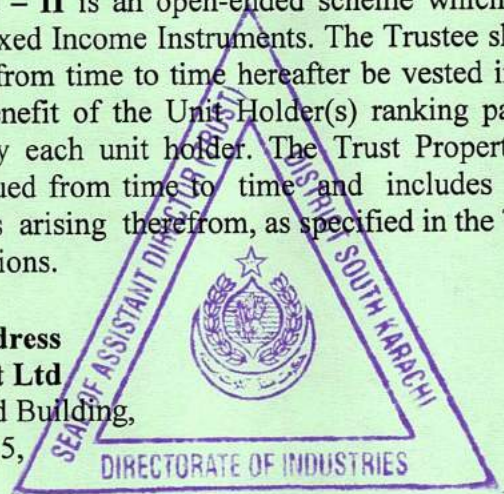 – II is an open-ended scheme which
xed Income Instruments. The Trustee sh
from time to time hereafter be vested i
nefit of the Unit Holder(s) ranking pa
y each unit holder. The Trust Propert
ued from time to time and includes
s arising therefrom, as specified in the
ions.
dress
t Ltd
d Building,
5,
SEAL OF ASSISTANT DIRECTOR (TRUST)
DISTRICT SOUTH KARACHI
DIRECTORATE OF INDUSTRIES